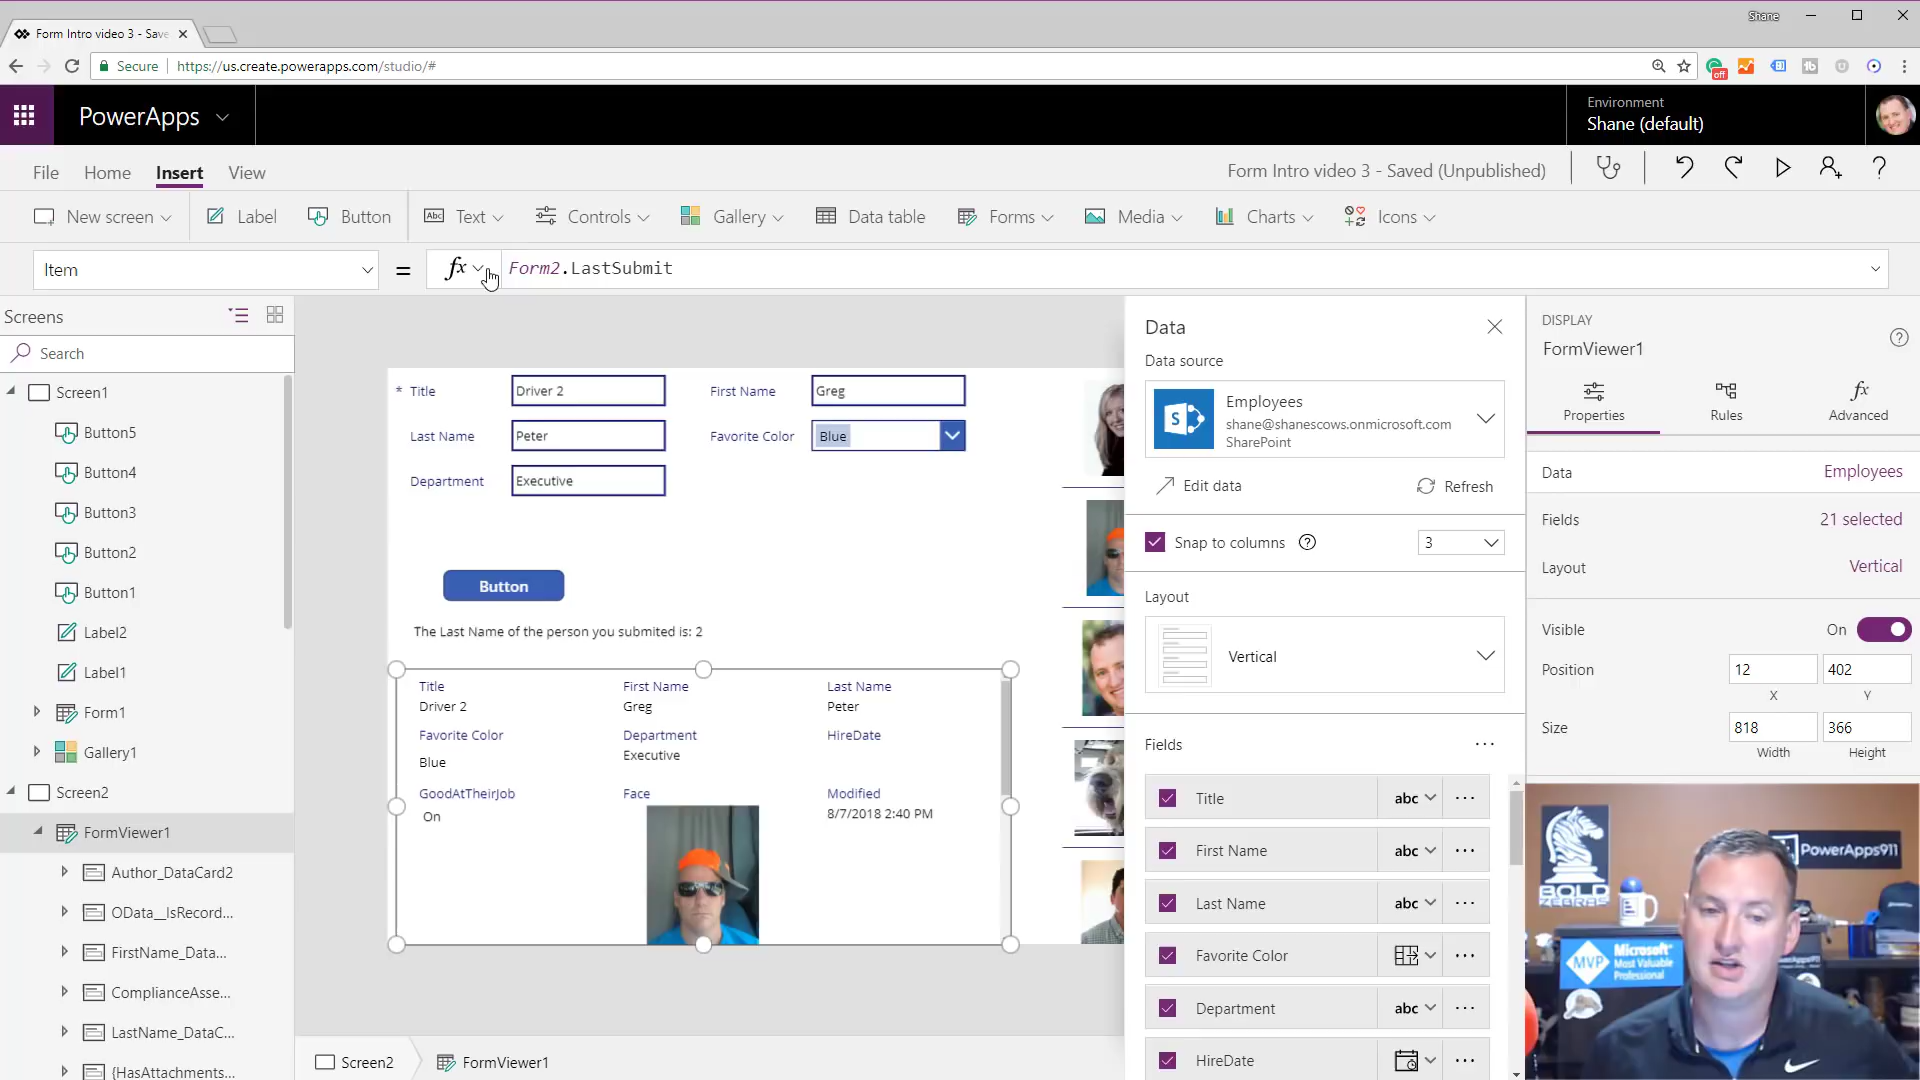 Shane
Form Intro video 3 - Save
Secure
https://us.create.powerapps.com/studio/#
off
PowerApps
Environment
Shane (default)
File
Home
Insert
View
Form Intro video 3 - Saved (Unpublished)
New screen
Label
Button
Abc
Text
Controls
Gallery
Data table
Forms
Media
Charts
Icons
Item
=
fx
Form2.LastSubmit
Screens
Search
Screen1
Button5
Button4
Button3
Button2
Button1
Label2
Label1
Form1
Gallery1
Screen2
FormViewer1
Author_DataCard2
OData__IsRecord...
FirstName_Data...
ComplianceAsse...
LastName_DataC...
{HasAttachments...
* Title
Driver 2
First Name
Greg
Last Name
Peter
Favorite Color
Blue
Department
Executive
Button
The Last Name of the person you submited is: 2
Title
First Name
Last Name
Driver 2
Greg
Peter
Favorite Color
Department
HireDate
Blue
Executive
GoodAtTheirJob
Face
Modified
On
8/7/2018 2:40 PM
Screen2
FormViewer1
Data
Data source
Employees
shane@shanescows.onmicrosoft.com
SharePoint
Edit data
Refresh
Snap to columns
3
Layout
Vertical
Fields
...
Title
abc
...
First Name
abc
...
Last Name
abc
...
Favorite Color
...
Department
abc
...
HireDate
...
DISPLAY
FormViewer1
Properties
Rules
Advanced
Data
Employees
Fields
21 selected
Layout
Vertical
Visible
On
Position
12
402
X
Y
Size
818
366
Width
Height
PowerApps911
BOLD
ZEBRAS
MVP
Microsoft
Most Valuable
Professional